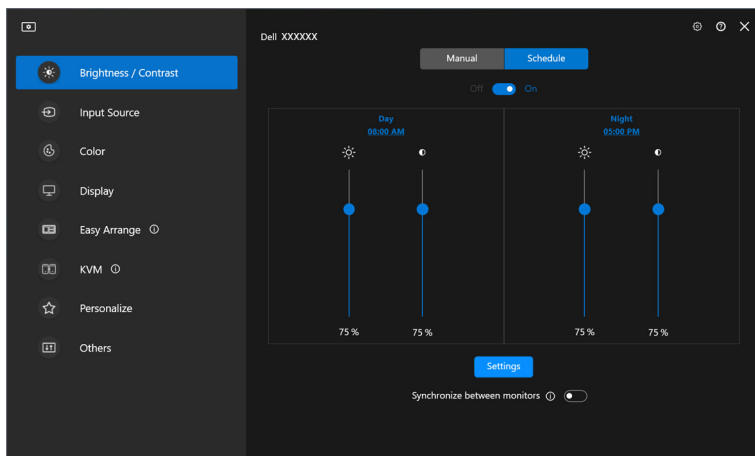 Dell XXXXXX
Manual Schedule
Off On
Brightness / Contrast
Input Source
Color
Display
Easy Arrange
KVM
Personalize
Others
Day
08:00 AM
Night
05:00 PM
75 % 75 % 75 % 75 %
Settings
Synchronize between monitors